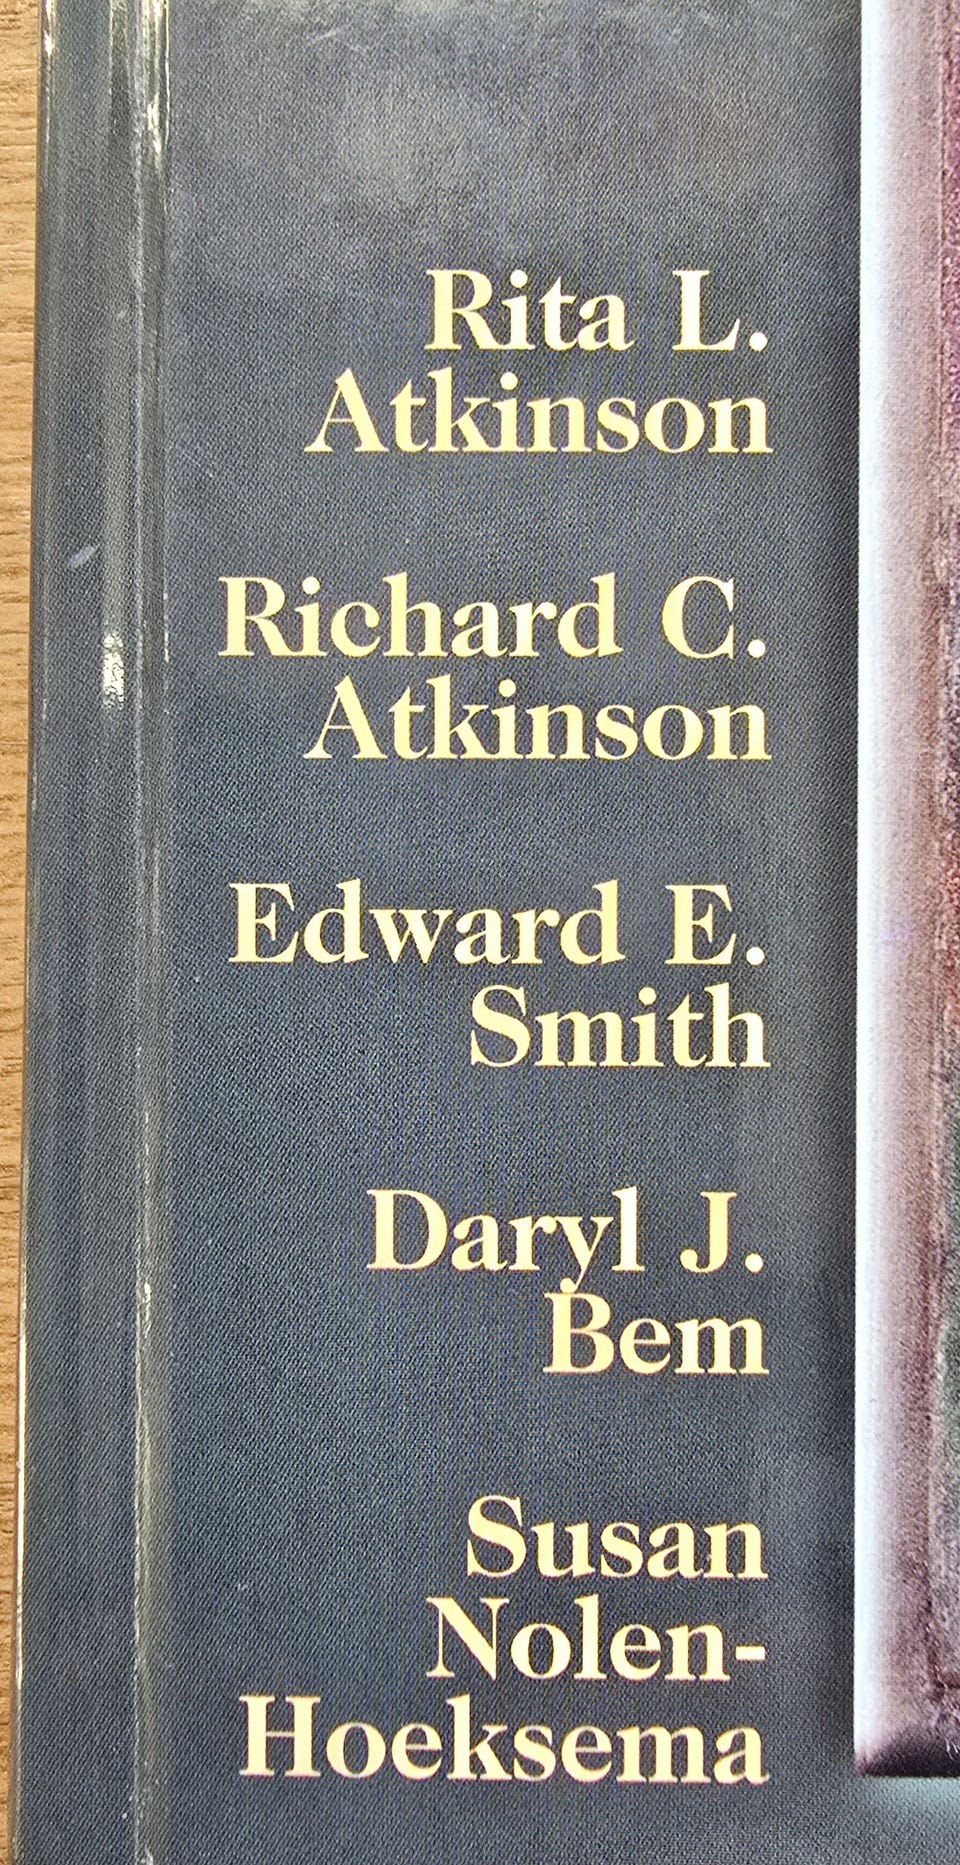 Rita L.
Atkinson
Richard C.
Atkinson
Edward E.
Smith
Daryl J.
Bem
Susan
Nolen-
Hoeksema